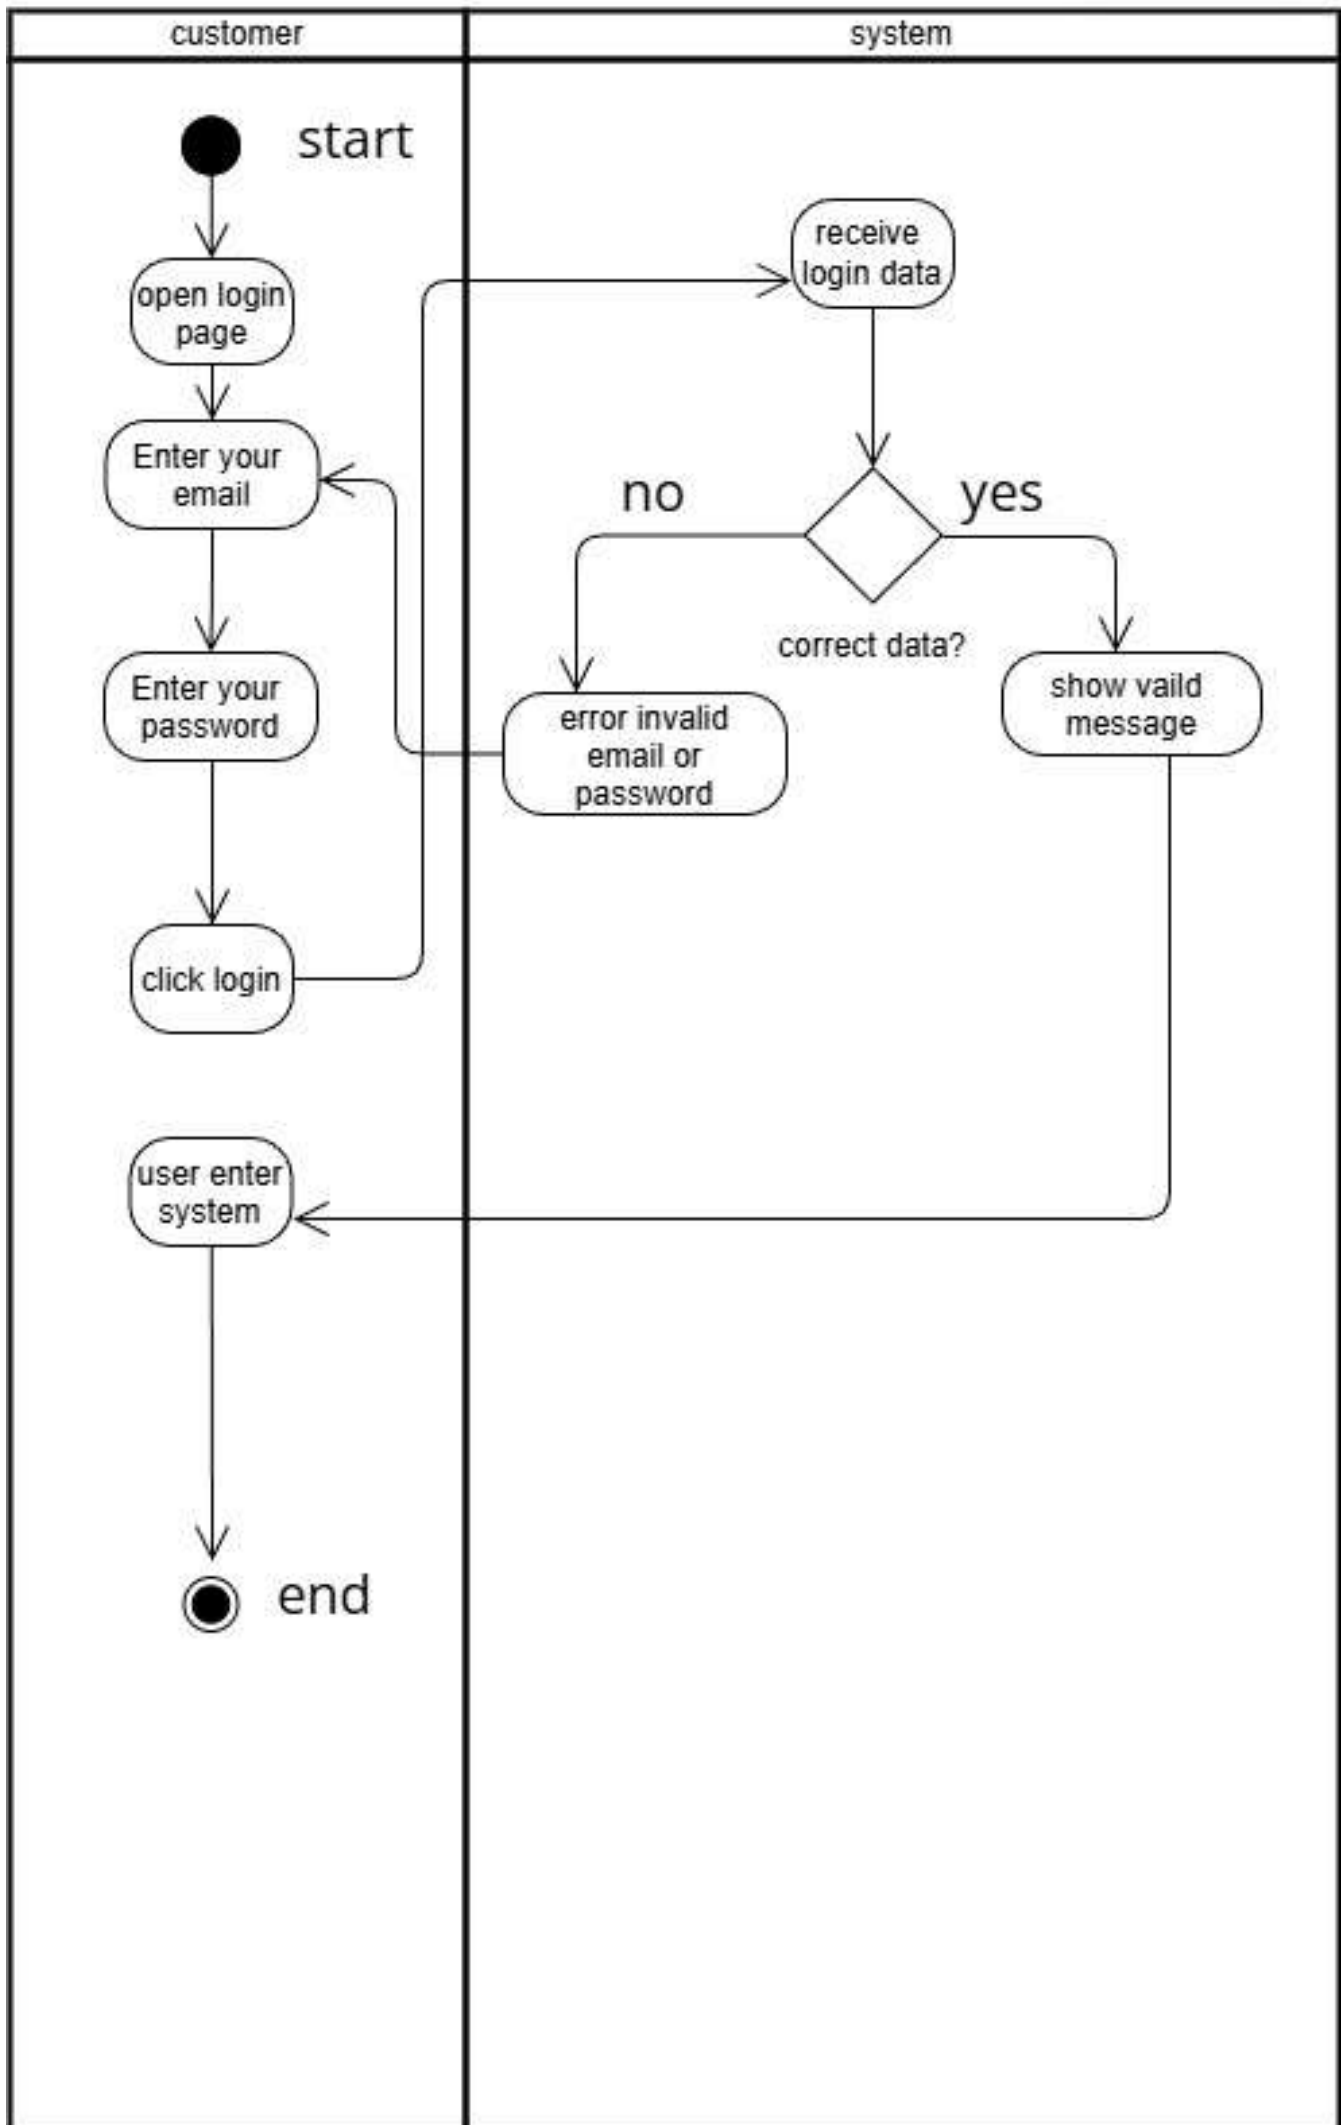 customer
system
start
open login
page
Enter your
email
Enter your
password
click login
user enter
system
end
receive
login data
no
yes
correct data?
error invalid
email or
password
show vaild
message